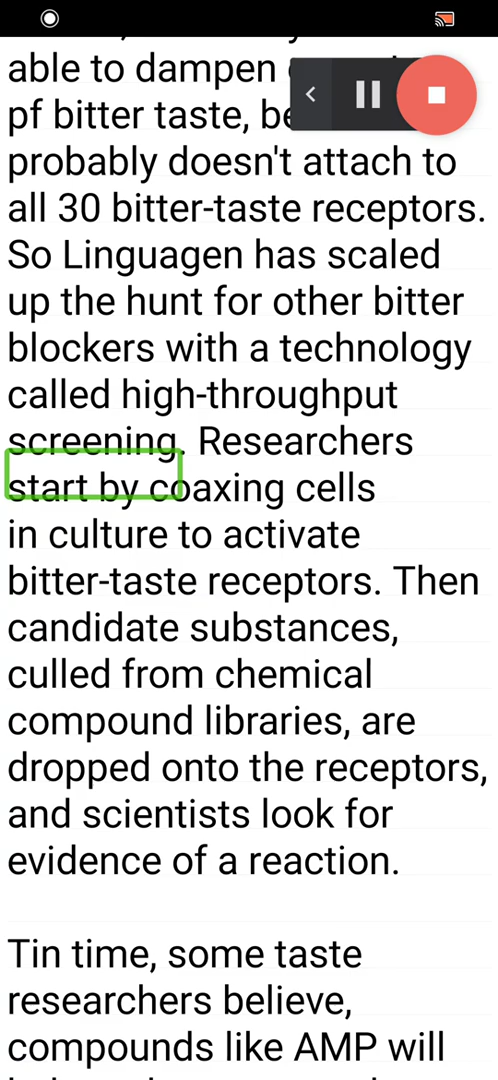 able to dampen
pf bitter taste,
probably doesn't attach to
all 30 bitter-taste receptors.
So Linguagen has scaled
up the hunt for other bitter
blockers with a technology
called high-throughput
screening. Researchers
start by coaxing cells
in culture to activate
bitter-taste receptors. Then
candidate substances,
culled from chemical
compound libraries, are
dropped onto the receptors,
and scientists look for
evidence of a reaction.
Tin time, some taste
researchers believe,
compounds like AMP will